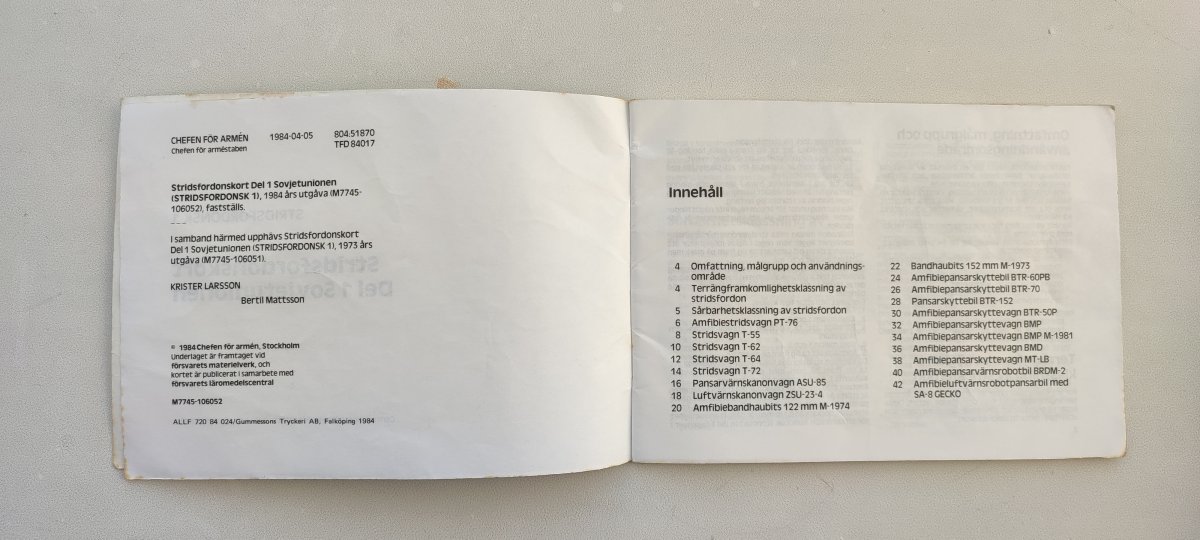 CHEFEN FÖR ARMÉN 1984-04-05 804:51870
Chefen för arméstaben TFD 84017
Stridsfordonskort Del 1 Sovjetunionen
(STRIDSFORDONSK 1), 1984 års utgåva (M7745-
106052), fastställs.
I samband härmed upphävs Stridsfordonskort
Del 1 Sovjetunionen (STRIDSFORDONSK 1), 1973 års
utgåva (M7745-106051).
KRISTER LARSSON
Bertil Mattsson
© 1984 Chefen för armén, Stockholm
Underlaget är framtaget vid
försvarets materielverk, och
kortet är publicerat i samarbete med
försvarets läromedelscentral
M7745-106052
ALLF 720 84 024/Gummessons Tryckeri AB, Falköping 1984
Innehåll
4 Omfattning, målgrupp och användnings-
område
4 Terrängframkomlighetsklassning av
stridsfordon
5 Sårbarhetsklassning av stridsfordon
6 Amfibiestridsvagn PT-76
8 Stridsvagn T-55
10 Stridsvagn T-62
12 Stridsvagn T-64
14 Stridsvagn T-72
16 Pansarvärnskanonvagn ASU-85
18 Luftvärnskanonvagn ZSU-23-4
20 Amfibiebandhaubits 122 mm M-1974
22 Bandhaubits 152 mm M-1973
24 Amfibiepansarskyttebil BTR-60PB
26 Amfibiepansarskyttebil BTR-70
28 Pansarskyttebil BTR-152
30 Amfibiepansarskyttevagn BTR-50P
32 Amfibiepansarskyttevagn BMP
34 Amfibiepansarskyttevagn BMP M-1981
36 Amfibiepansarskyttevagn BMD
38 Amfibiepansarskyttevagn MT-LB
40 Amfibiepansarvärnsrobotbil BRDM-2
42 Amfibieluftvärnsrobotpansarbil med
SA-8 GECKO